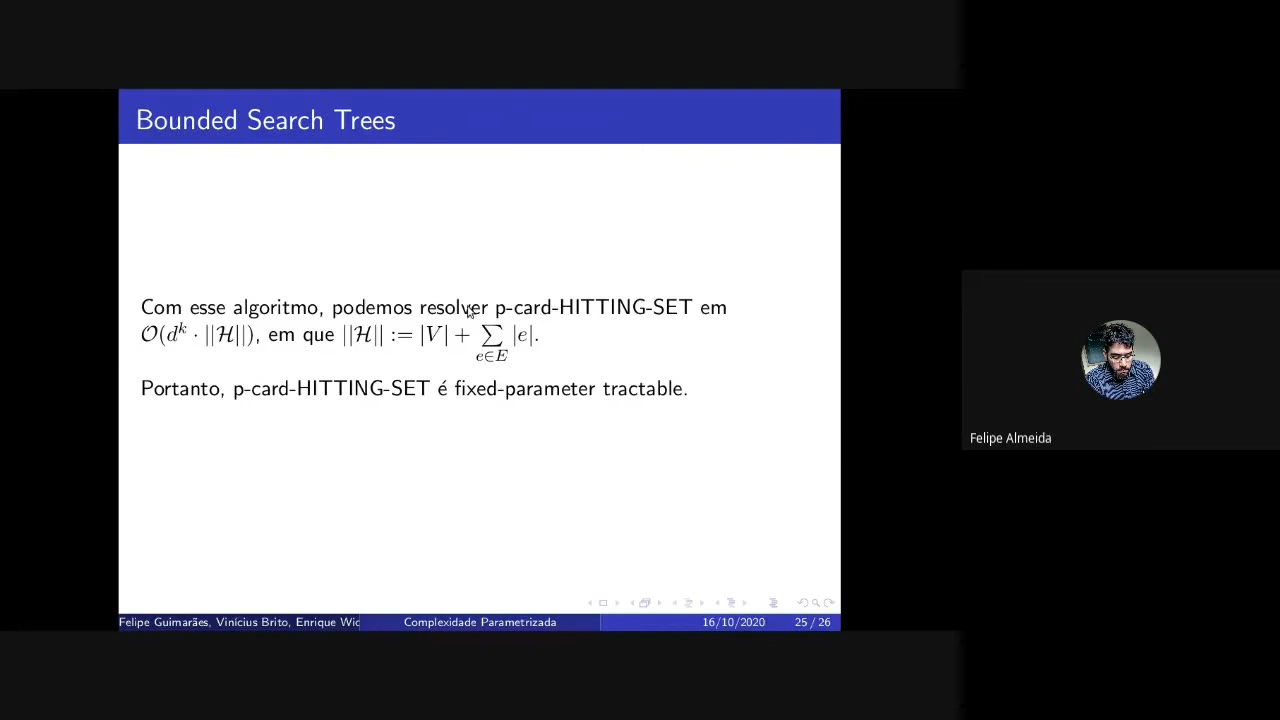 Bounded Search Trees
Com esse algoritmo, podemos resolver p-card-HITTING-SET em
𝒪(d^k · ||ℋ||), em que ||ℋ|| := |V| + ∑_{e∈E} |e|.
Portanto, p-card-HITTING-SET é fixed-parameter tractable.
Felipe Almeida
Felipe Guimarães, Vinícius Brito, Enrique Wic
Complexidade Parametrizada
16/10/2020
25 / 26